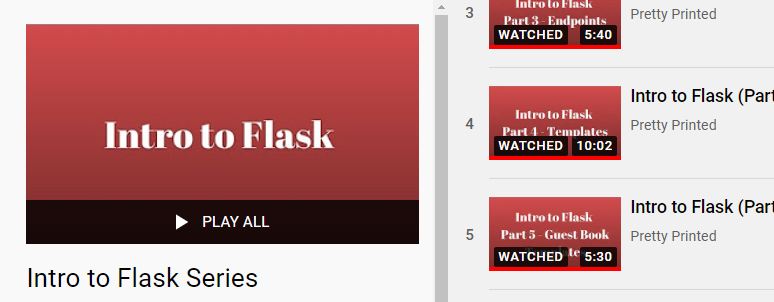 Intro to Flask
PLAY ALL
Intro to Flask Series
3
Intro to Flask
Part 3 - Endpoints
WATCHED
5:40
Pretty Printed
4
Intro to Flask
Part 4 - Templates
WATCHED
10:02
Intro to Flask (Part
Pretty Printed
5
Intro to Flask
Part 5 - Guest Book
WATCHED
5:30
Intro to Flask (Part
Pretty Printed